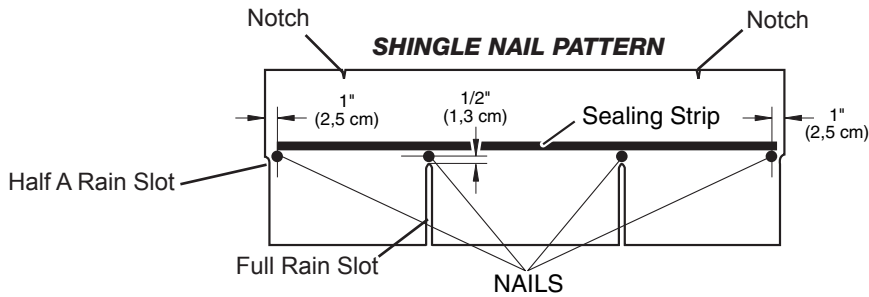 Notch
Notch
SHINGLE NAIL PATTERN
1"
(2,5 cm)
1/2"
(1,3 cm)
Sealing Strip
1"
(2,5 cm)
Half A Rain Slot
Full Rain Slot
NAILS